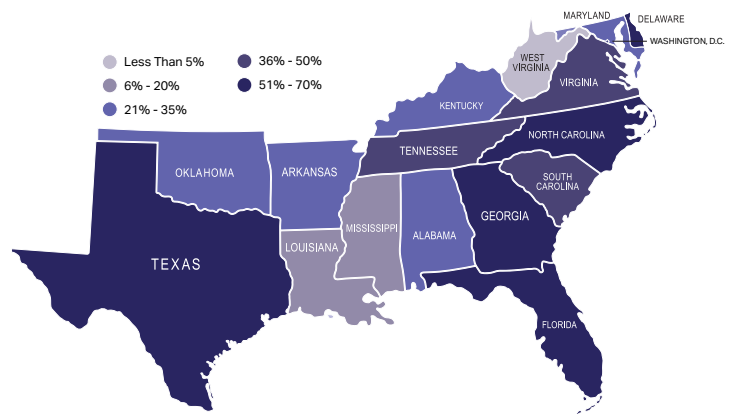 MARYLAND
DELAWARE
WASHINGTON, D.C.
Less Than 5%
36% - 50%
6% - 20%
51% - 70%
21% - 35%
WEST
VIRGINIA
VIRGINIA
KENTUCKY
NORTH CAROLINA
TENNESSEE
OKLAHOMA
ARKANSAS
SOUTH
CAROLINA
GEORGIA
MISSISSIPPI
ALABAMA
LOUISIANA
TEXAS
FLORIDA